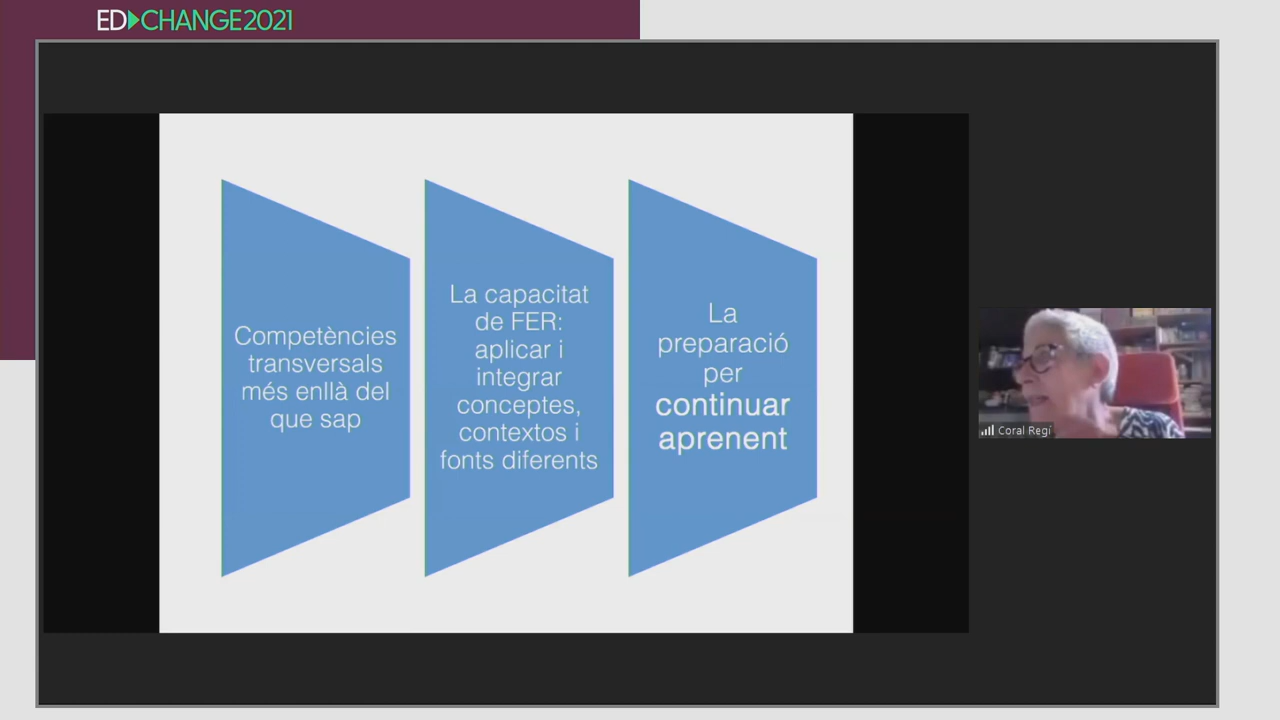 ED CHANGE2021
Competències
transversals
més enllà del
que sap
La capacitat
de FER:
aplicar i
integrar
conceptes,
contextos i
fonts diferents
La
preparació
per
continuar
aprenent
Coral Regí